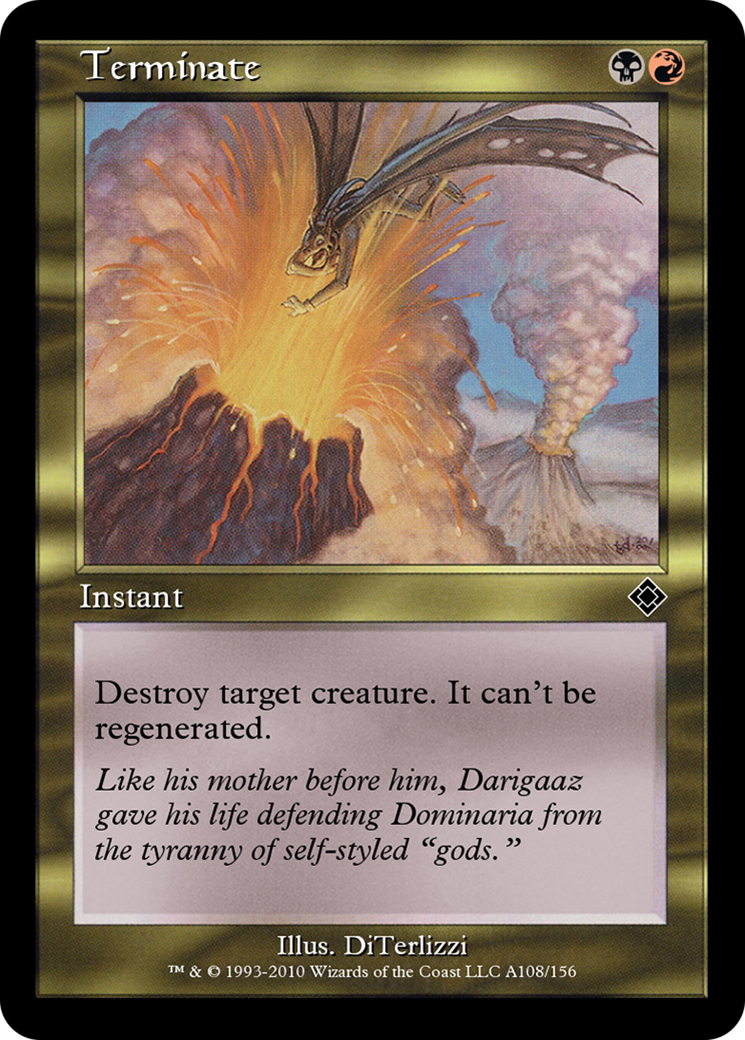 Terminate
Instant
Destroy target creature. It can't be
regenerated.
Like his mother before him, Darigaaz
gave his life defending Dominaria from
the tyranny of self-styled “gods.”
Illus. DiTerlizzi
™ & © 1993-2010 Wizards of the Coast LLC A108/156